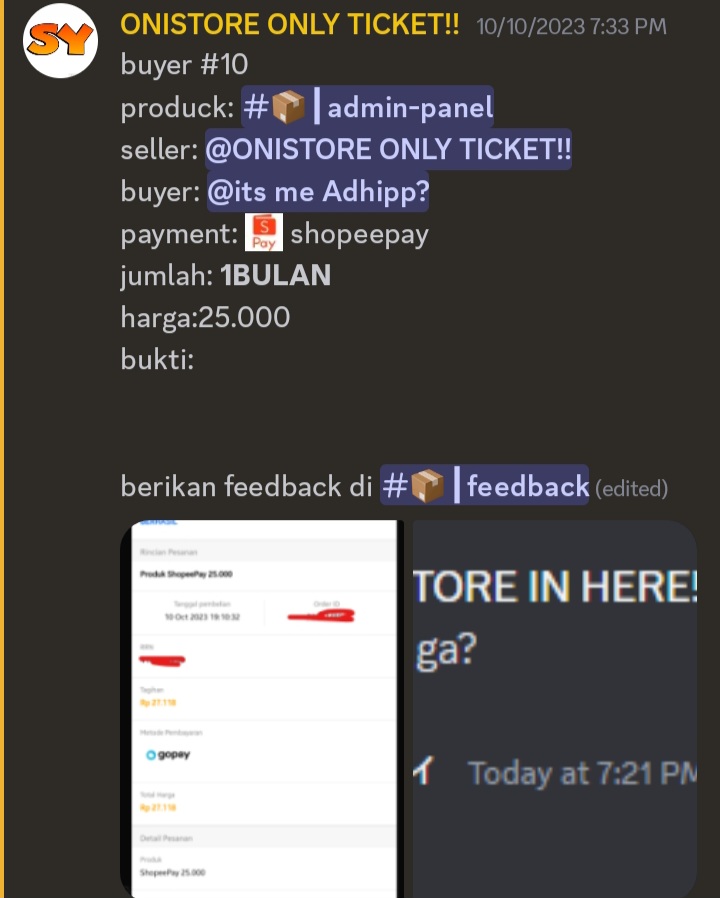 SY
ONISTORE ONLY TICKET!! 10/10/2023 7:33 PM
buyer #10
produck: #📦┃admin-panel
seller: @ONISTORE ONLY TICKET!!
buyer: @its me Adhipp?
payment: S Pay shopeepay
jumlah: 1BULAN
harga:25.000
bukti:
berikan feedback di #📦┃feedback (edited)
Rincian Pesanan
Produk ShopeePay 25.000
Tanggal pembelian
Order ID
10 Oct 2023 19:10:32
Tagihan
Rp 27.118
Metode Pembayaran
gopay
Total Harga
Rp 27.118
Detail Pesanan
Produk
ShopeePay 25.000
TORE IN HERE!
ga?
Today at 7:21 PM